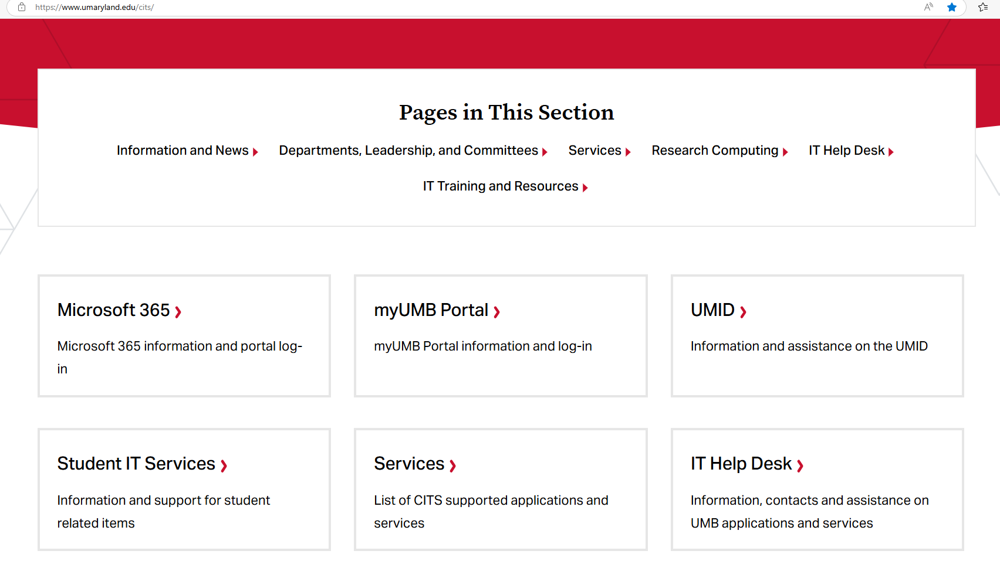 https://www.umaryland.edu/cits/
Pages in This Section
Information and News
Departments, Leadership, and Committees
Services
Research Computing
IT Help Desk
IT Training and Resources
Microsoft 365
Microsoft 365 information and portal log-
in
myUMB Portal
myUMB Portal information and log-in
UMID
Information and assistance on the UMID
Student IT Services
Information and support for student
related items
Services
List of CITS supported applications and
services
IT Help Desk
Information, contacts and assistance on
UMB applications and services